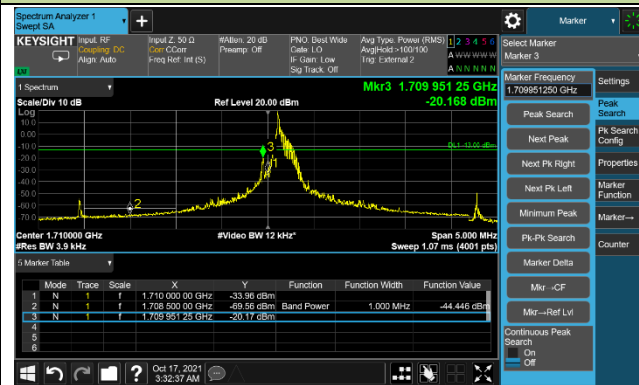 Spectrum Analyzer 1
Swept SA
Marker
KEYSIGHT Input: RF Input Z: 50 Ω #Atten: 20 dB PNO: Best Wide Avg Type: Power (RMS) 1 2 3 4 5 6
Coupling: DC Corr CCorr Preamp: Off Gate: LO Avg|Hold:>100/100 A W W W W W
Align: Auto Freq Ref: Int (S) IF Gain: Low Trig: External 2
Sig Track: Off A N N N N N
Select Marker
Marker 3
1 Spectrum
Mkr3 1.709 951 25 GHz
Scale/Div 10 dB Ref Level 20.00 dBm -20.168 dBm
Log
10.0
0.00
-10.0
-20.0
-30.0
-40.0
-50.0
-60.0
-70.0
DL1 -13.00 dBm
3
1
2
Center 1.710000 GHz #Video BW 12 kHz* Span 5.000 MHz
#Res BW 3.9 kHz Sweep 1.07 ms (4001 pts)
5 Marker Table
Mode Trace Scale X Y Function Function Width Function Value
1 N 1 f 1.710 000 00 GHz -33.96 dBm
2 N 1 f 1.708 500 00 GHz -69.56 dBm Band Power 1.000 MHz -44.446 dBm
3 N 1 f 1.709 951 25 GHz -20.17 dBm
4
5
6
Oct 17, 2021
3:32:37 AM
Marker Frequency
1.709951250 GHz
Peak Search
Next Peak
Next Pk Right
Next Pk Left
Minimum Peak
Pk-Pk Search
Marker Delta
Mkr→CF
Mkr→Ref Lvl
Continuous Peak
Search
On
Off
Settings
Peak
Search
Pk Search
Config
Properties
Marker
Function
Marker→
Counter